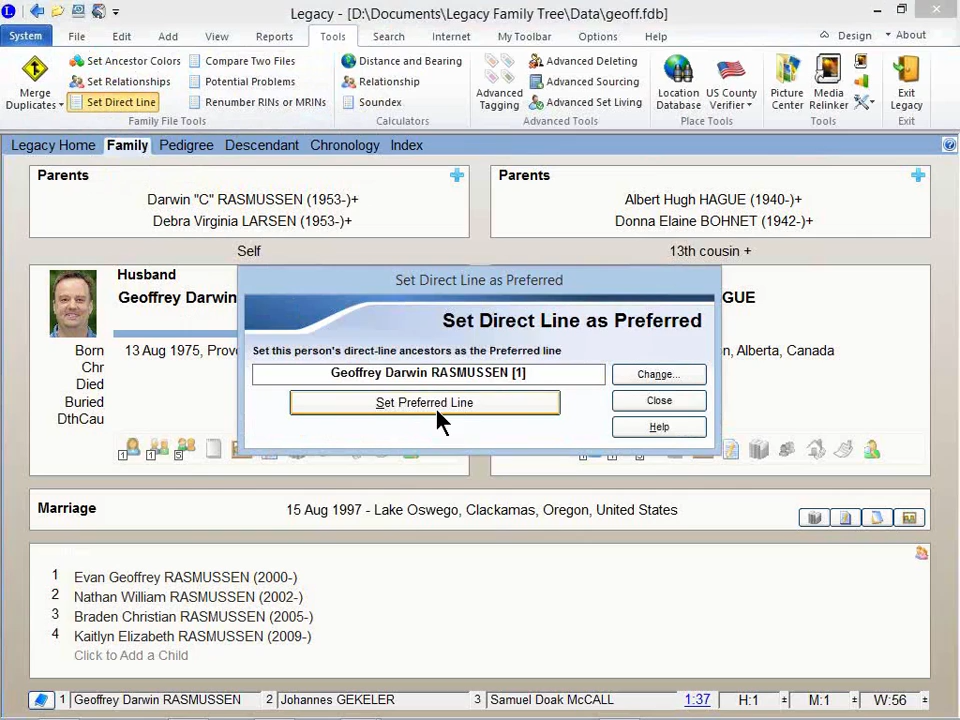 Legacy - [D:\Documents\Legacy Family Tree\Data\geoff.fdb]
System File Edit Add View Reports Tools Search Internet My Toolbar Options Help Design About
Merge Duplicates
Set Ancestor Colors
Set Relationships
Set Direct Line
Compare Two Files
Potential Problems
Renumber RINs or MRINs
Family File Tools
Distance and Bearing
Relationship
Soundex
Calculators
Advanced Tagging
Advanced Deleting
Advanced Sourcing
Advanced Set Living
Advanced Tools
Location Database
US County Verifier
Place Tools
Picture Center
Media Relinker
Tools
Exit Legacy
Exit
Legacy Home Family Pedigree Descendant Chronology Index
Parents
Darwin "C" RASMUSSEN (1953-)+
Debra Virginia LARSEN (1953-)+
Parents
Albert Hugh HAGUE (1940-)+
Donna Elaine BOHNET (1942-)+
Self
13th cousin +
Husband
Geoffrey Darwin
GUE
Born 13 Aug 1975, Provo
n, Alberta, Canada
Chr
Died
Buried
DthCau
1 1 5
Set Direct Line as Preferred
Set Direct Line as Preferred
Set this person's direct-line ancestors as the Preferred line
Geoffrey Darwin RASMUSSEN [1]
Change...
Set Preferred Line
Close
Help
Marriage 15 Aug 1997 - Lake Oswego, Clackamas, Oregon, United States
1 Evan Geoffrey RASMUSSEN (2000-)
2 Nathan William RASMUSSEN (2002-)
3 Braden Christian RASMUSSEN (2005-)
4 Kaitlyn Elizabeth RASMUSSEN (2009-)
Click to Add a Child
1 Geoffrey Darwin RASMUSSEN 2 Johannes GEKELER 3 Samuel Doak McCALL 1:37 H:1 M:1 W:56